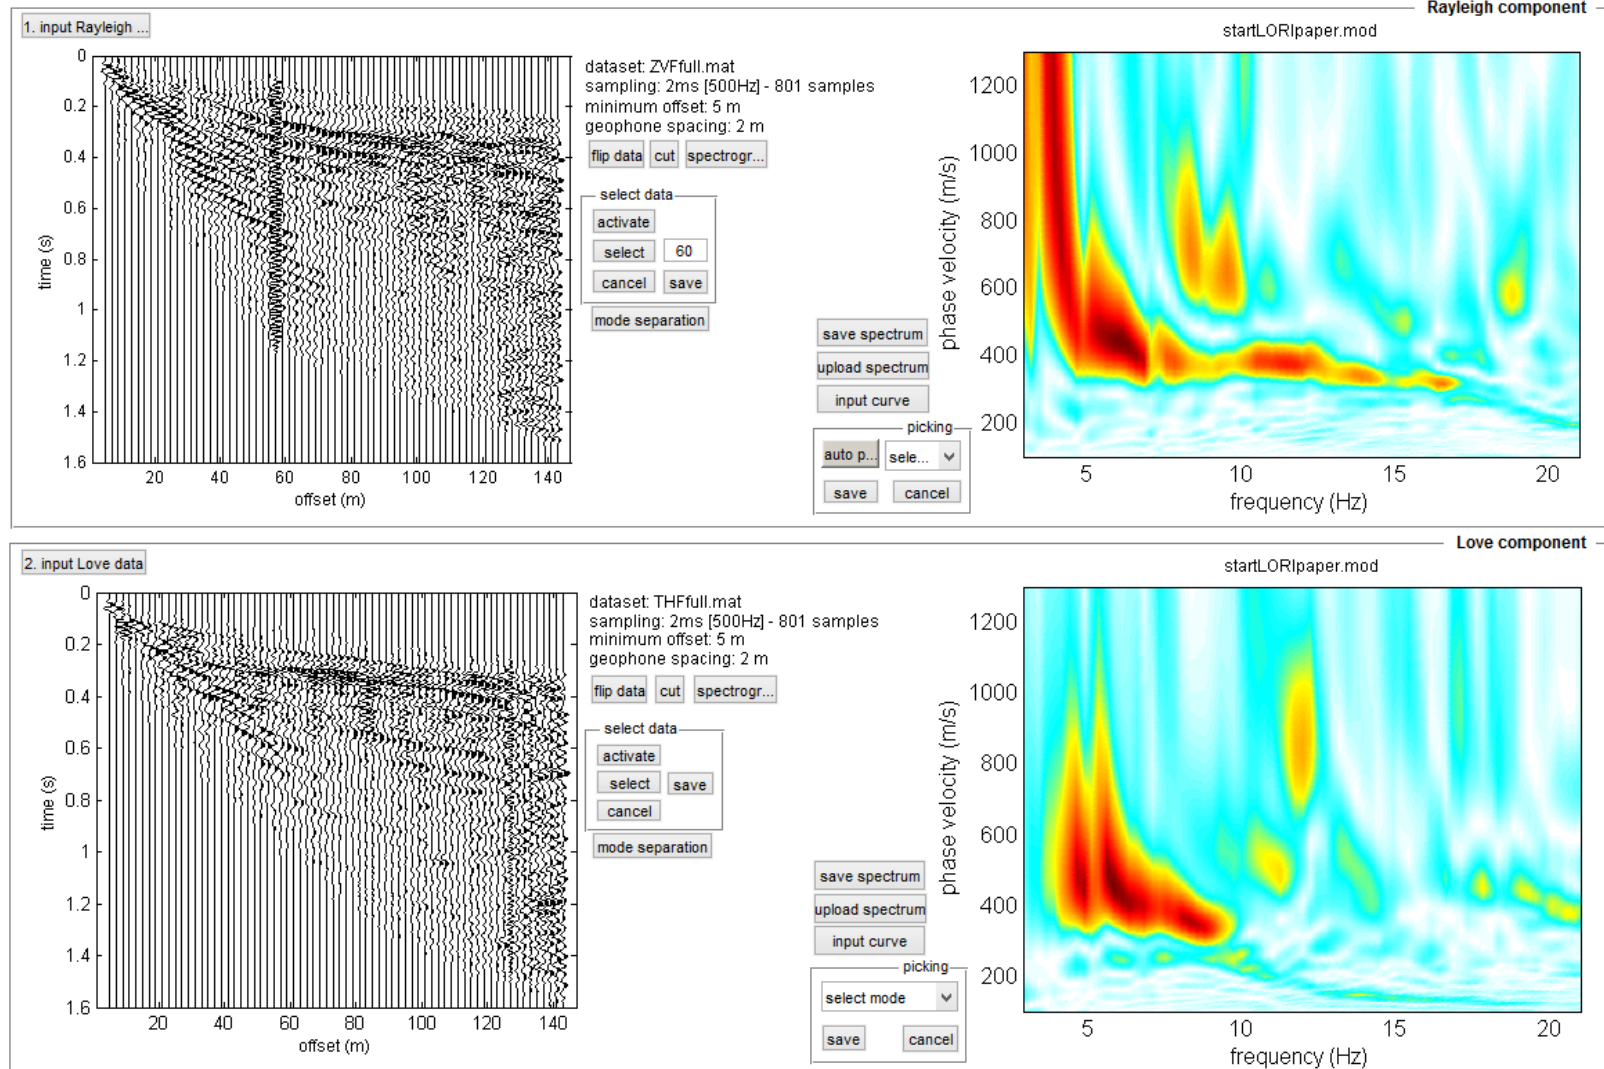 Rayleigh component
1. input Rayleigh ...
startLORIpaper.mod
dataset: ZVFfull.mat
sampling: 2ms [500Hz] - 801 samples
minimum offset: 5 m
geophone spacing: 2 m
flip data cut spectrogr...
select data
activate
select 60
cancel save
mode separation
save spectrum
upload spectrum
input curve
picking
auto p... sele...
save cancel
time (s)
0
0.2
0.4
0.6
0.8
1
1.2
1.4
1.6
20 40 60 80 100 120 140
offset (m)
phase velocity (m/s)
1200
1000
800
600
400
200
5 10 15 20
frequency (Hz)
Love component
2. input Love data
startLORIpaper.mod
dataset: THFfull.mat
sampling: 2ms [500Hz] - 801 samples
minimum offset: 5 m
geophone spacing: 2 m
flip data cut spectrogr...
select data
activate
select save
cancel
mode separation
save spectrum
upload spectrum
input curve
picking
select mode
save cancel
time (s)
0
0.2
0.4
0.6
0.8
1
1.2
1.4
1.6
20 40 60 80 100 120 140
offset (m)
phase velocity (m/s)
1200
1000
800
600
400
200
5 10 15 20
frequency (Hz)